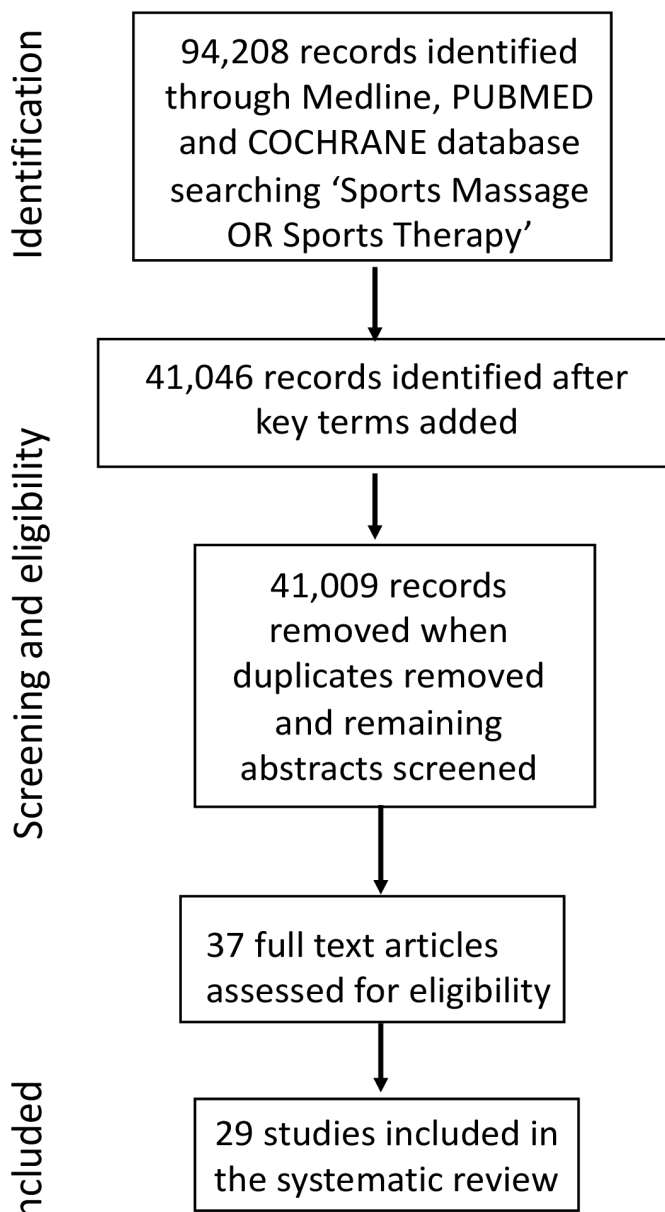 Identification
94,208 records identified
through Medline, PUBMED
and COCHRANE database
searching ‘Sports Massage
OR Sports Therapy’
Screening and eligibility
41,046 records identified after
key terms added
41,009 records
removed when
duplicates removed
and remaining
abstracts screened
37 full text articles
assessed for eligibility
ncluded
29 studies included in
the systematic review